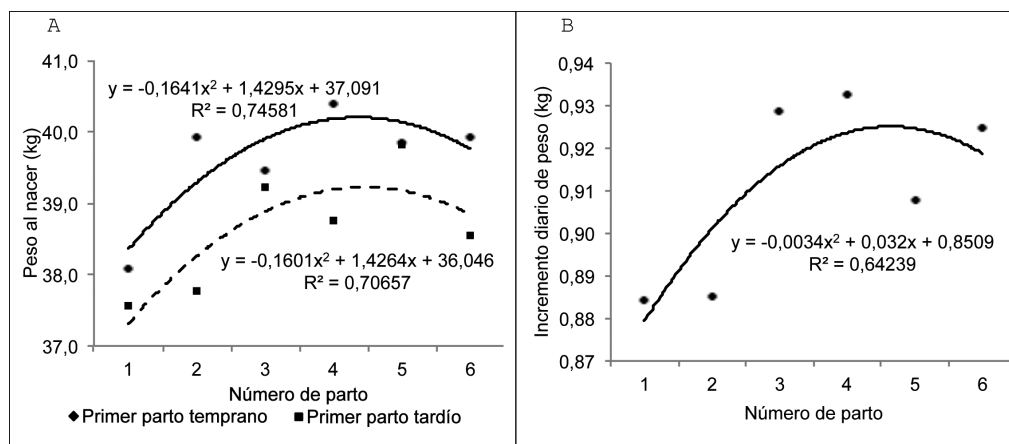 A
Peso al nacer (kg)
41,0
40,0
39,0
38,0
37,0
y = -0,1641x² + 1,4295x + 37,091
R² = 0,74581
y = -0,1601x² + 1,4264x + 36,046
R² = 0,70657
1 2 3 4 5 6
Número de parto
Primer parto temprano Primer parto tardío
B
Incremento diario de peso (kg)
0,94
0,93
0,92
0,91
0,90
0,89
0,88
0,87
y = -0,0034x² + 0,032x + 0,8509
R² = 0,64239
1 2 3 4 5 6
Número de parto